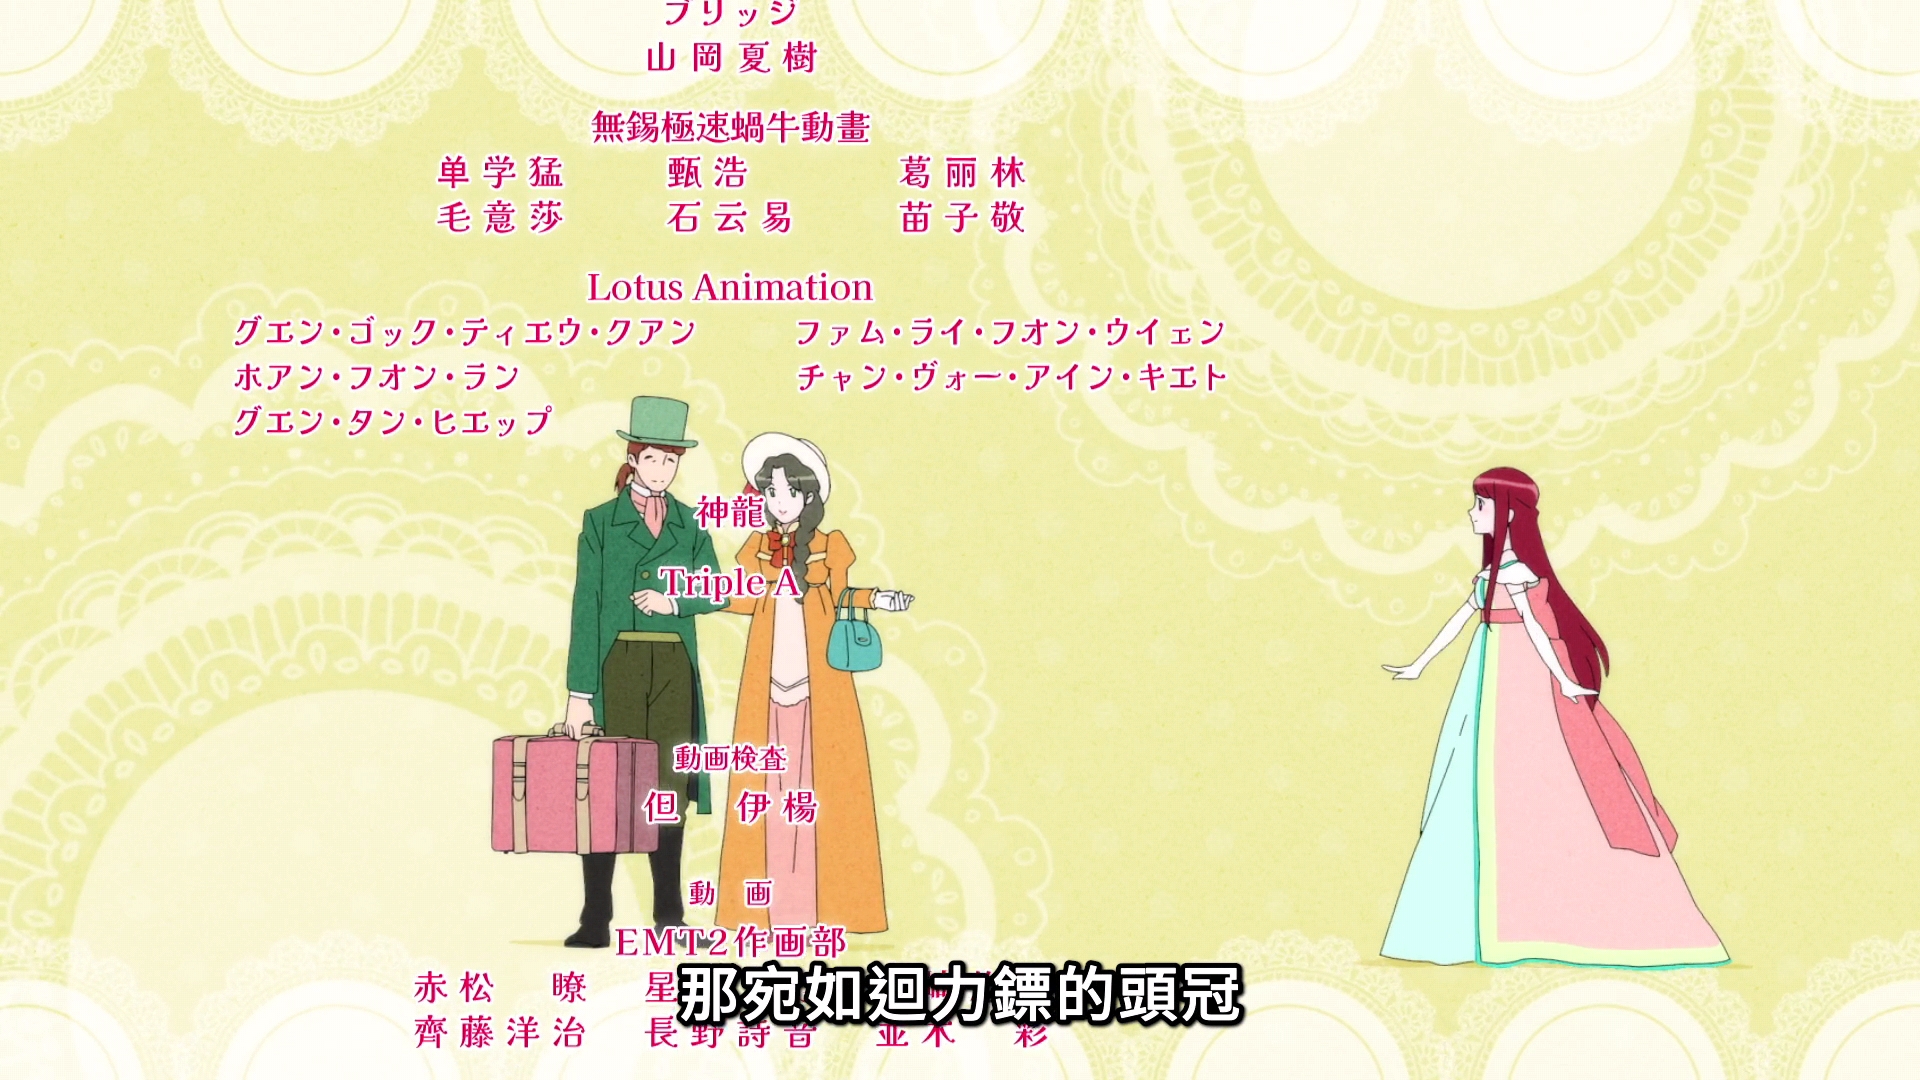 ブリッジ
山岡夏樹
無錫極速蝸牛動畫
単学猛 甄浩 葛丽林
毛意莎 石云易 苗子敬
Lotus Animation
グエン・ゴック・ティエウ・クアン ファム・ライ・フオン・ウイェン
ホアン・フオン・ラン チャン・ヴォー・アイン・キエト
グエン・タン・ヒエップ
神龍
Triple A
動画検査
但 伊楊
動 画
EMT2作画部
赤松 瞭 星
齊藤洋治 長野詩音 並木 彩
那宛如迴力鏢的頭冠